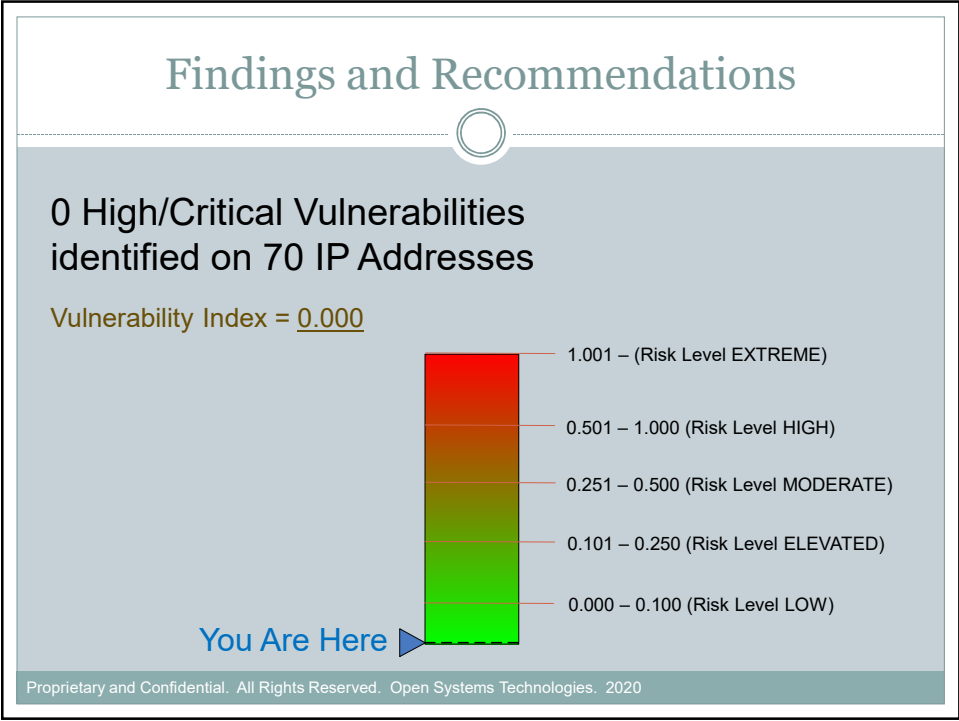 Findings and Recommendations
0 High/Critical Vulnerabilities
identified on 70 IP Addresses
Vulnerability Index = 0.000
1.001 – (Risk Level EXTREME)
0.501 – 1.000 (Risk Level HIGH)
0.251 – 0.500 (Risk Level MODERATE)
0.101 – 0.250 (Risk Level ELEVATED)
0.000 – 0.100 (Risk Level LOW)
You Are Here
Proprietary and Confidential. All Rights Reserved. Open Systems Technologies. 2020